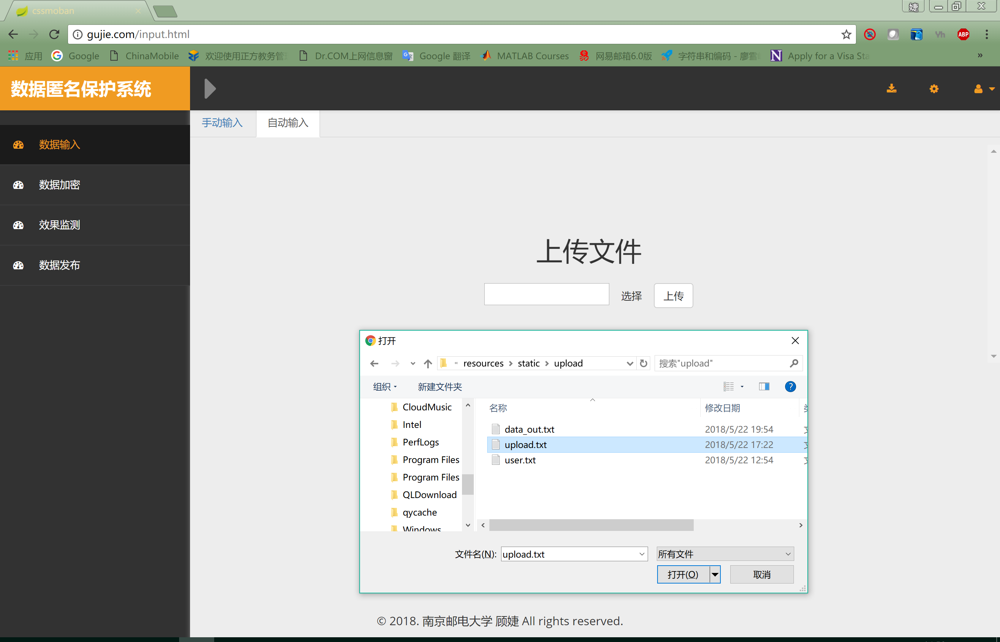 cssmoban
婕
gujie.com/input.html
Yh
ABP
应用
Google
ChinaMobile
欢迎使用正方教务管
Dr.COM上网信息窗
Google 翻译
MATLAB Courses
网易邮箱6.0版
字符串和编码 - 廖雪
Apply for a Visa Sta
»
数据匿名保护系统
手动输入
自动输入
数据输入
数据加密
效果监测
数据发布
上传文件
选择
上传
打开
« resources > static > upload
搜索"upload"
组织
新建文件夹
CloudMusic
Intel
PerfLogs
Program Files
Program Files
QLDownload
qycache
Windows
名称
修改日期
data_out.txt
2018/5/22 19:54
upload.txt
2018/5/22 17:22
user.txt
2018/5/22 12:54
文件名(N):
upload.txt
所有文件
打开(O)
取消
© 2018. 南京邮电大学 顾婕 All rights reserved.